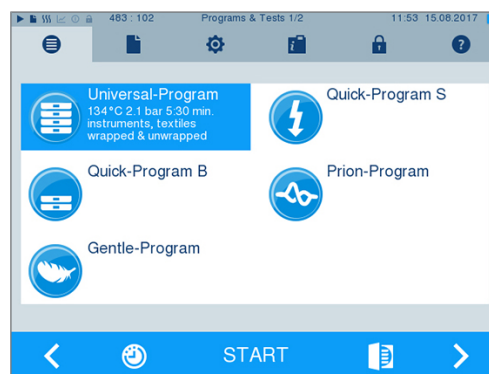 483 : 102 Programs & Tests 1/2 11:53 15.08.2017
Universal-Program
134°C 2.1 bar 5:30 min.
instruments, textiles
wrapped & unwrapped
Quick-Program S
Quick-Program B
Prion-Program
Gentle-Program
START